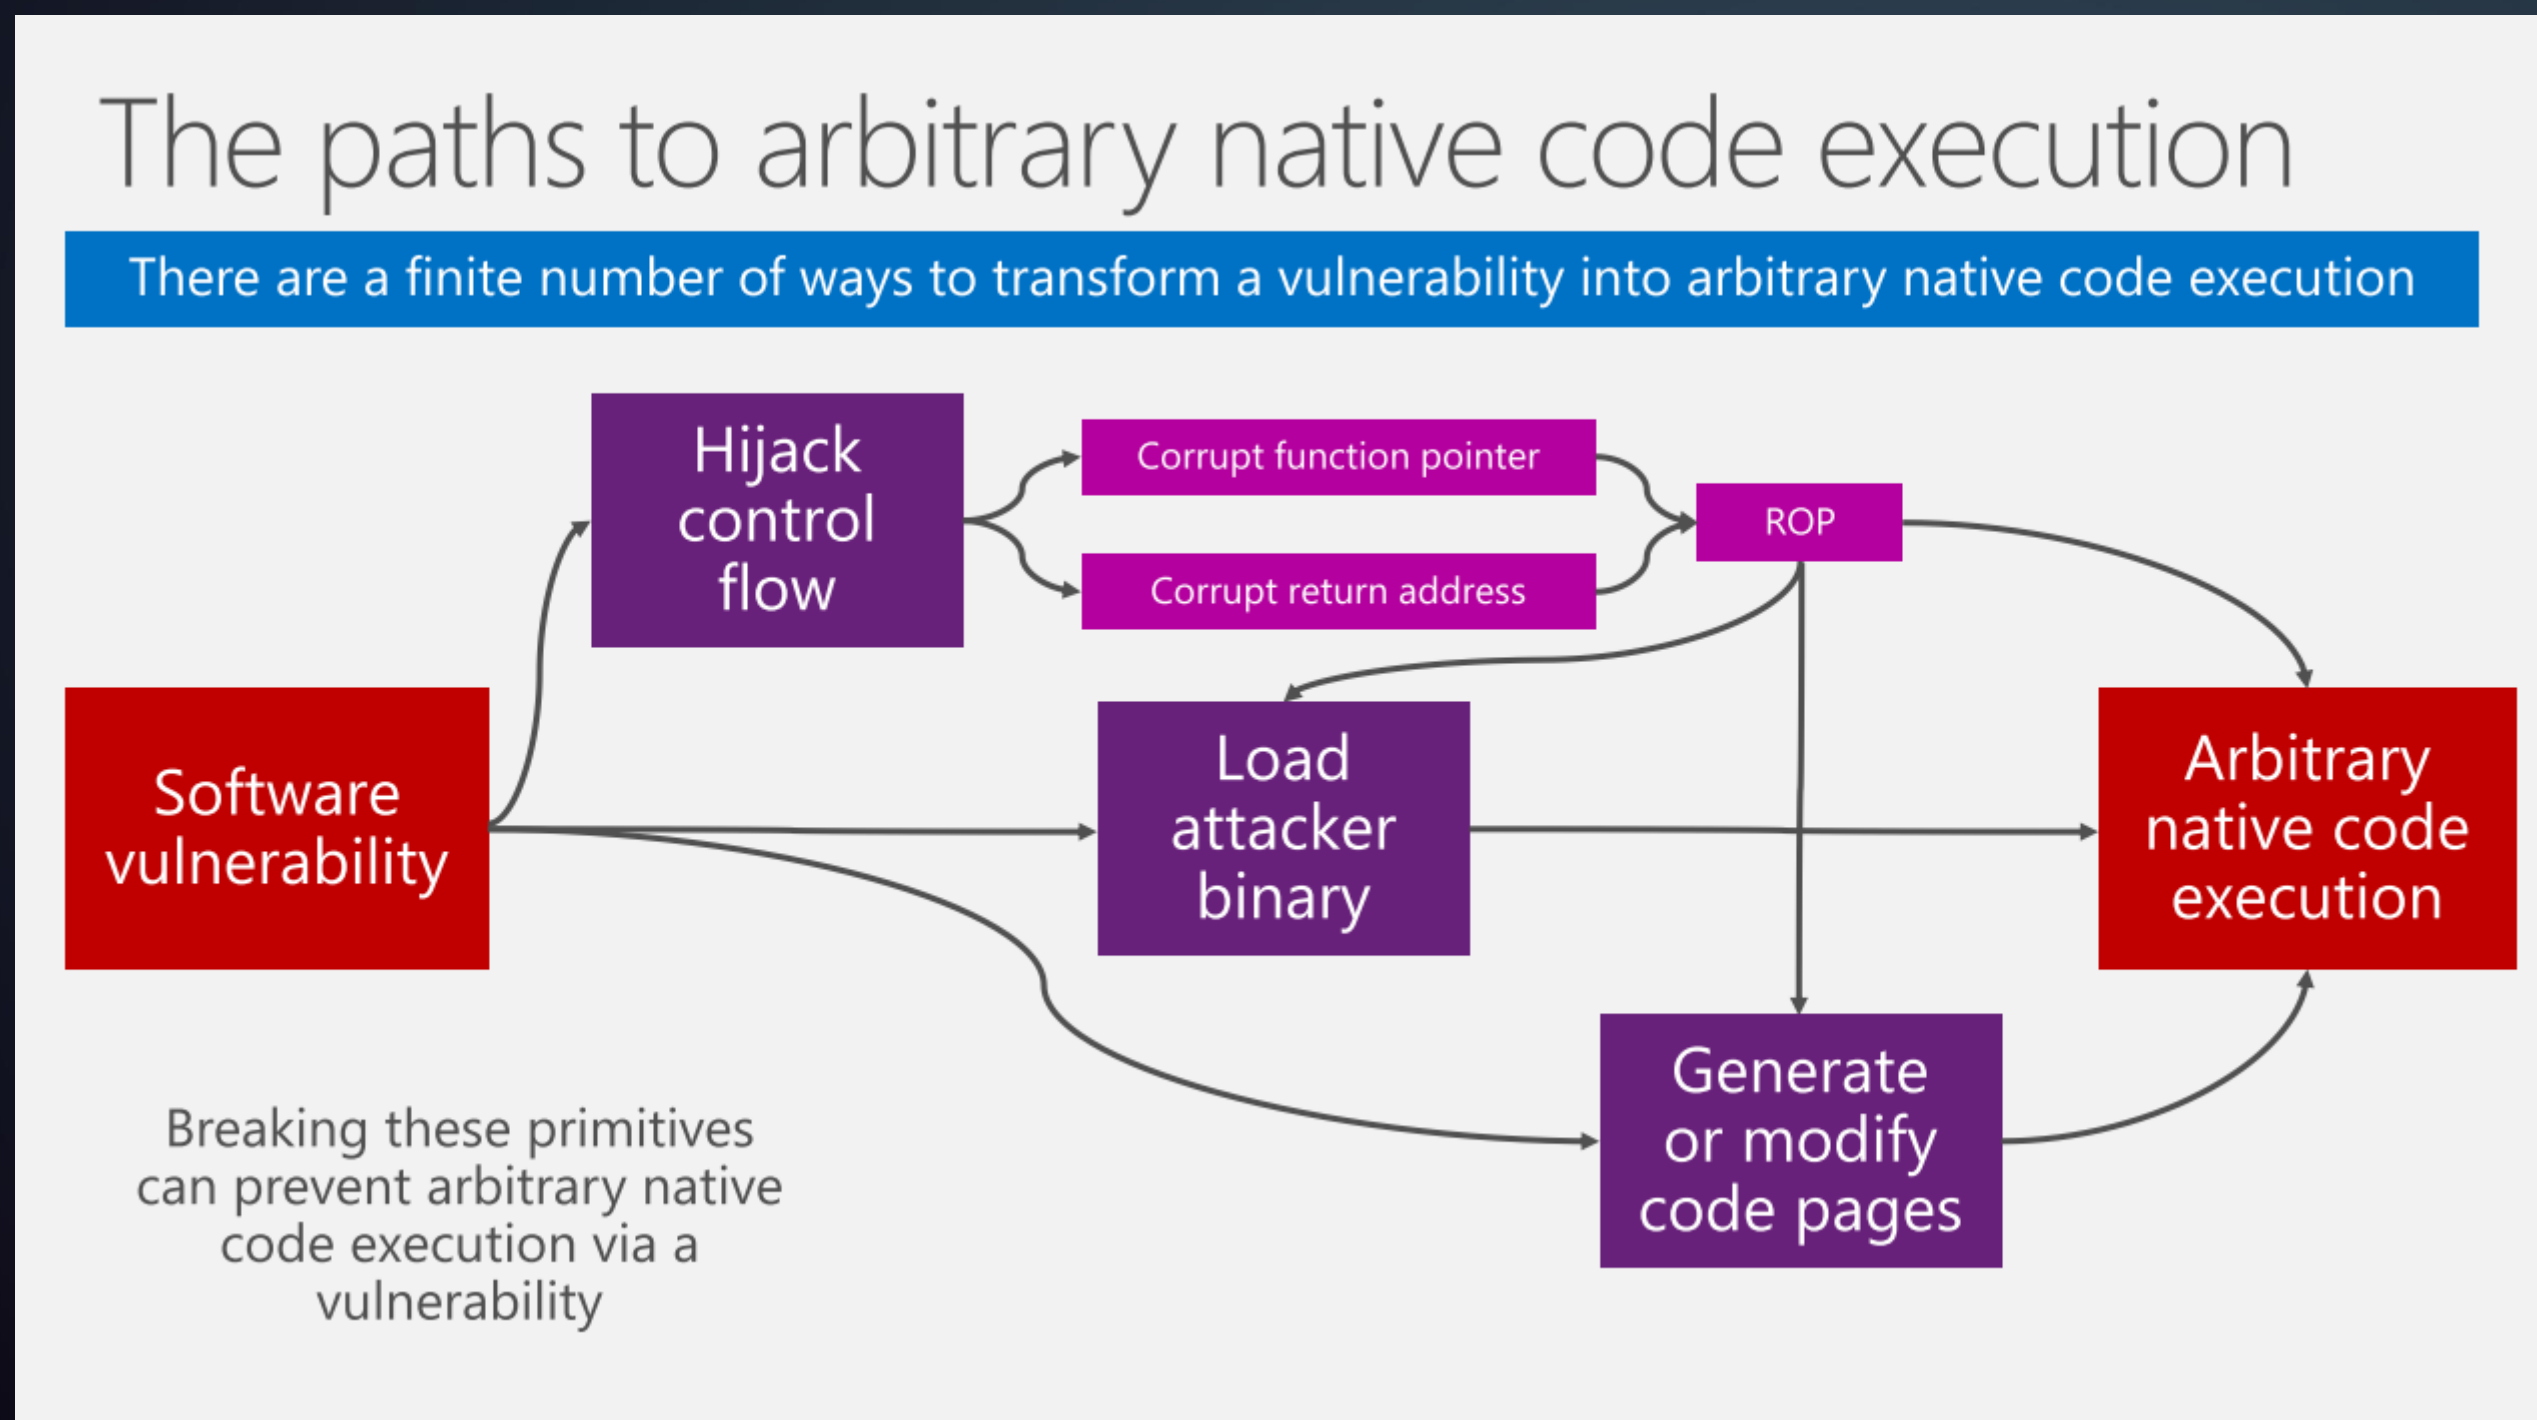 The paths to arbitrary native code execution
There are a finite number of ways to transform a vulnerability into arbitrary native code execution
Hijack
control
flow
Corrupt function pointer
Corrupt return address
ROP
Software
vulnerability
Load
attacker
binary
Arbitrary
native code
execution
Generate
or modify
code pages
Breaking these primitives
can prevent arbitrary native
code execution via a
vulnerability